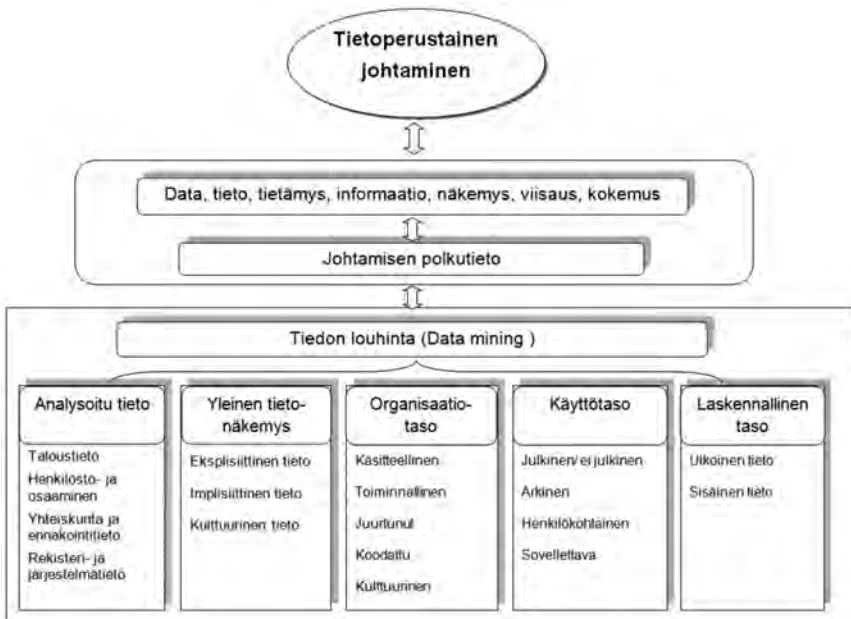 Tietoperustainen
johtaminen
Data, tieto, tietämys, informaatio, näkemys, viisaus, kokemus
Johtamisen polkutieto
Tiedon louhinta (Data mining )
Analysoitu tieto
Taloustieto
Henkilöstö- ja
osaaminen
Yhteiskunta ja
ennakointitieto
Rekisteri- ja
järjestelmätieto
Yleinen tieto-
näkemys
Eksplisiittinen tieto
Implisiittinen tieto
Kulttuurinen tieto
Organisaatio-
taso
Käsitteellinen
Toiminnallinen
Juurtunut
Koodattu
Kulttuurinen
Käyttötaso
Julkinen/ei julkinen
Arkinen
Henkilökohtainen
Sovellettava
Laskennallinen
taso
Ulkoinen tieto
Sisäinen tieto